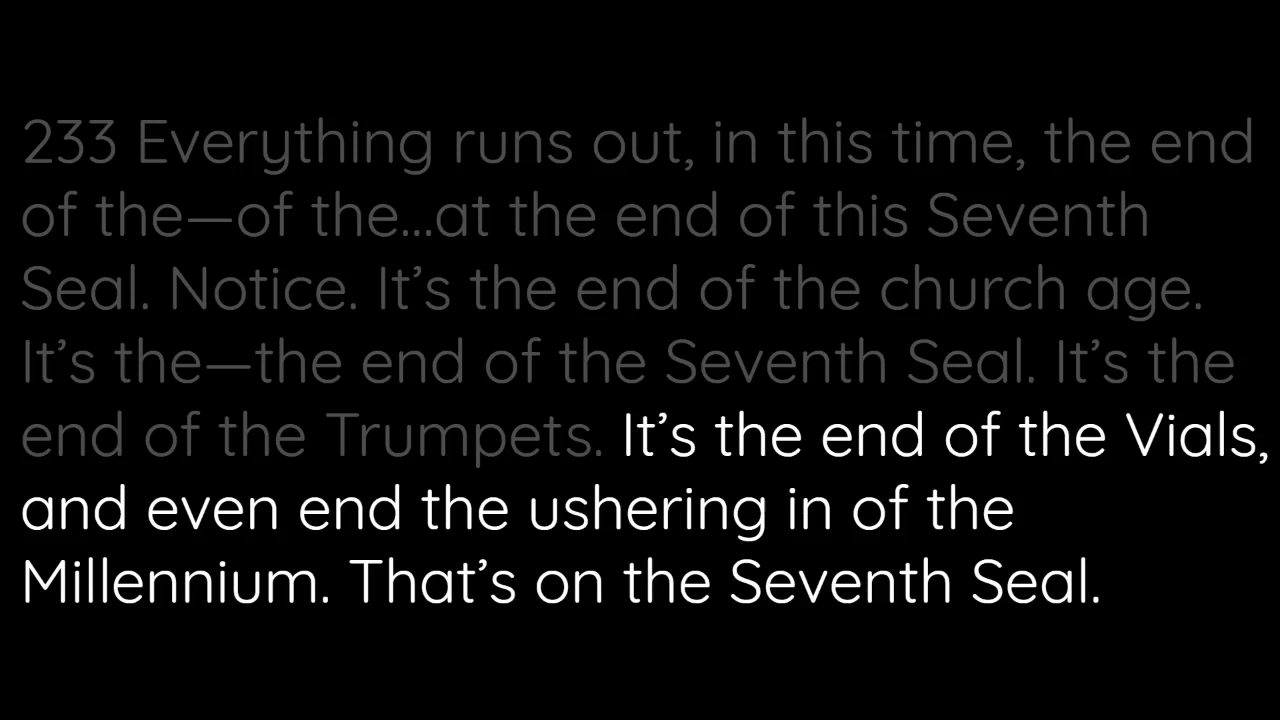 233 Everything runs out, in this time, the end
of the—of the...at the end of this Seventh
Seal. Notice. It’s the end of the church age.
It’s the—the end of the Seventh Seal. It’s the
end of the Trumpets. It’s the end of the Vials,
and even end the ushering in of the
Millennium. That’s on the Seventh Seal.